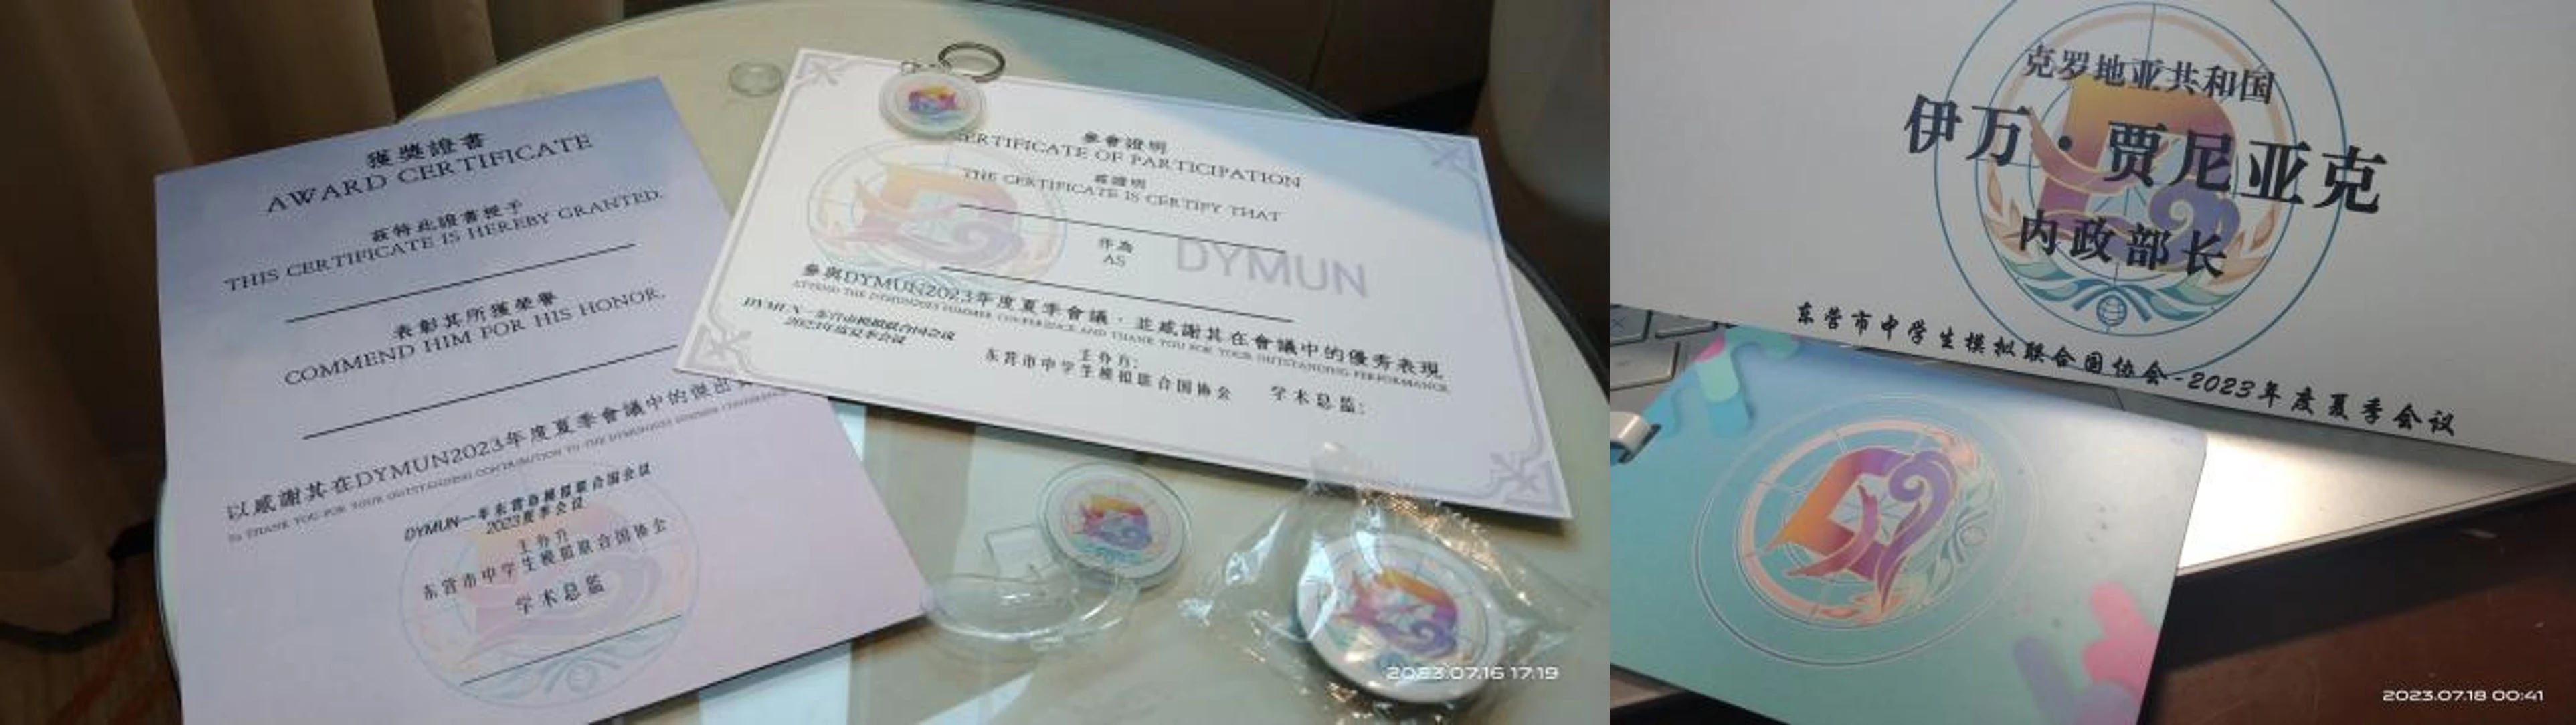 獲獎證書
AWARD CERTIFICATE
茲特此證書授予
THIS CERTIFICATE IS HEREBY GRANTED.
表彰其所獲榮譽
COMMEND HIM FOR HIS HONOR.
以感謝其在DYMUN2023年度夏季會議中的傑出
To THANK YOU FOR YOUR OUTSTANDING CONTRIBUTION TO THE DYMUN2023 SUMMER CONFERENCE
DYMUN—东营市模拟联合国会议
2023夏季会议
主办方
东营市中学生模拟联合国协会
学术总监
參會證明
ERTIFICATE OF PARTICIPATION
茲證明
THE CERTIFICATE IS CERTIFY THAT
作為
AS
DYMUN
參與DYMUN2023年度夏季會議，並感謝其在會議中的優秀表現
ATTEND THE DYMUN2023 SUMMER CONFERENCE AND THANK YOU FOR YOUR OUTSTANDING PERFORMANCE.
DYMUN—东营市模拟联合国会议
2023年度夏季会议
主办方:
东营市中学生模拟联合国协会
学术总监:
2023.07.16 17:19
克罗地亚共和国
伊万·贾尼亚克
内政部长
东营市中学生模拟联合国协会-2023年度夏季会议
2023.07.18 00:41